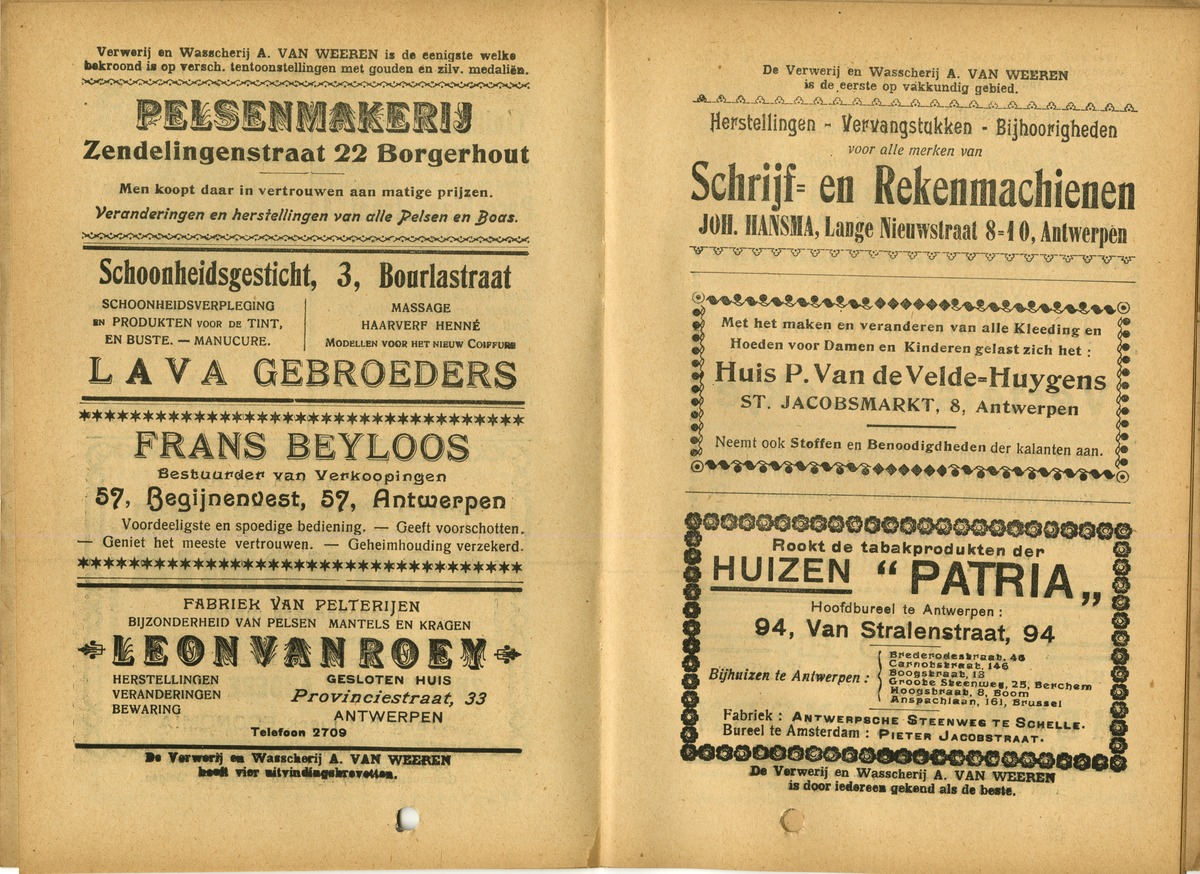 Verwerij en Wasscherij A. VAN WEEREN is de eenigste welke
bekroond is op versch. tentoonstellingen met gouden en zilv. medaliën.
PELSENMAKERIJ
Zendelingenstraat 22 Borgerhout
Men koopt daar in vertrouwen aan matige prijzen.
Veranderingen en herstellingen van alle Pelsen en Boas.
Schoonheidsgesticht, 3, Bourlastraat
SCHOONHEIDSVERPLEGING
EN PRODUKTEN VOOR DE TINT,
EN BUSTE. — MANUCURE.
MASSAGE
HAARVERF HENNÉ
MODELLEN VOOR HET NIEUW COIFFURE
LAVA GEBROEDERS
FRANS BEYLOOS
Bestuurder van Verkoopingen
57, Begijnenvest, 57, Antwerpen
Voordeeligste en spoedige bediening. — Geeft voorschotten.
— Geniet het meeste vertrouwen. — Geheimhouding verzekerd.
FABRIEK VAN PELTERIJEN
BIJZONDERHEID VAN PELSEN MANTELS EN KRAGEN
LEON VAN ROEY
HERSTELLINGEN
VERANDERINGEN
BEWARING
GESLOTEN HUIS
Provinciestraat, 33
ANTWERPEN
Telefoon 2709
De Verwerij en Wasscherij A. VAN WEEREN
heeft vier uitvindingsbrevetten.
De Verwerij en Wasscherij A. VAN WEEREN
is de eerste op vakkundig gebied.
Herstellingen - Vervangstukken - Bijhoorigheden
voor alle merken van
Schrijf= en Rekenmachienen
JOH. HANSMA, Lange Nieuwstraat 8=10, Antwerpen
Met het maken en veranderen van alle Kleeding en
Hoeden voor Damen en Kinderen gelast zich het :
Huis P. Van de Velde=Huygens
ST. JACOBSMARKT, 8, Antwerpen
Neemt ook Stoffen en Benoodigdheden der kalanten aan.
Rookt de tabakprodukten der
HUIZEN “ PATRIA „
Hoofdbureel te Antwerpen :
94, Van Stralenstraat, 94
Bijhuizen te Antwerpen :
Brederodestraat, 46
Carnotstraat, 146
Boogstraat, 13
Groote Steenweg, 25, Berchem
Hoogstraat, 8, Boom
Anspachlaan, 161, Brussel
Fabriek : ANTWERPSCHE STEENWEG TE SCHELLE.
Bureel te Amsterdam : PIETER JACOBSTRAAT.
De Verwerij en Wasscherij A. VAN WEEREN
is door iedereen gekend als de beste.